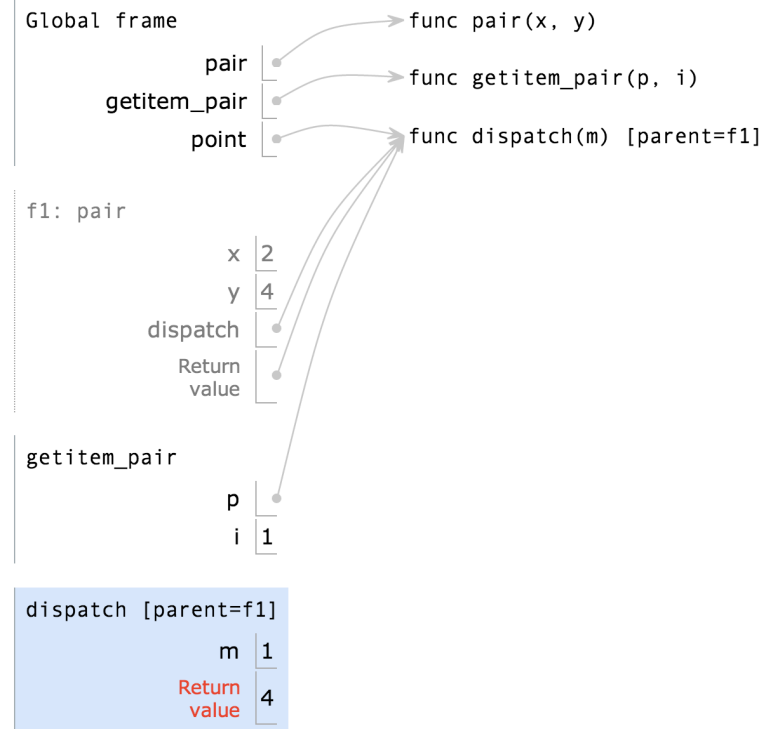 Global frame
func pair(x, y)
pair
func getitem_pair(p, i)
getitem_pair
point
func dispatch(m) [parent=f1]
f1: pair
x 2
y 4
dispatch
Return
value
getitem_pair
p
i 1
dispatch [parent=f1]
m 1
Return
value 4